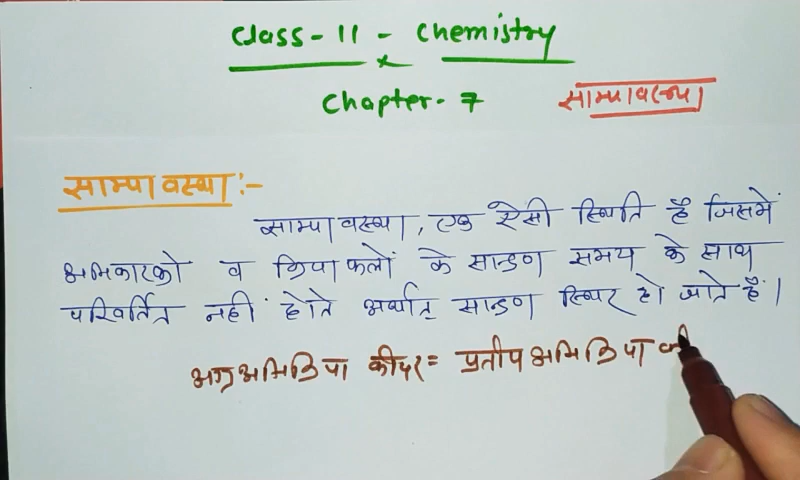 Class - 11 - Chemistry
Chapter - 7 साम्यावस्था
साम्यावस्था :-
साम्यावस्था, एक ऐसी स्थिति है जिसमें
अभिकारको व क्रियाफलों के सान्द्रण समय के साथ
परिवर्तित नहीं होते अर्थात् सान्द्रण स्थिर हो जाते हैं।
अग्र अभिक्रिया की दर = प्रतीप अभिक्रिया की